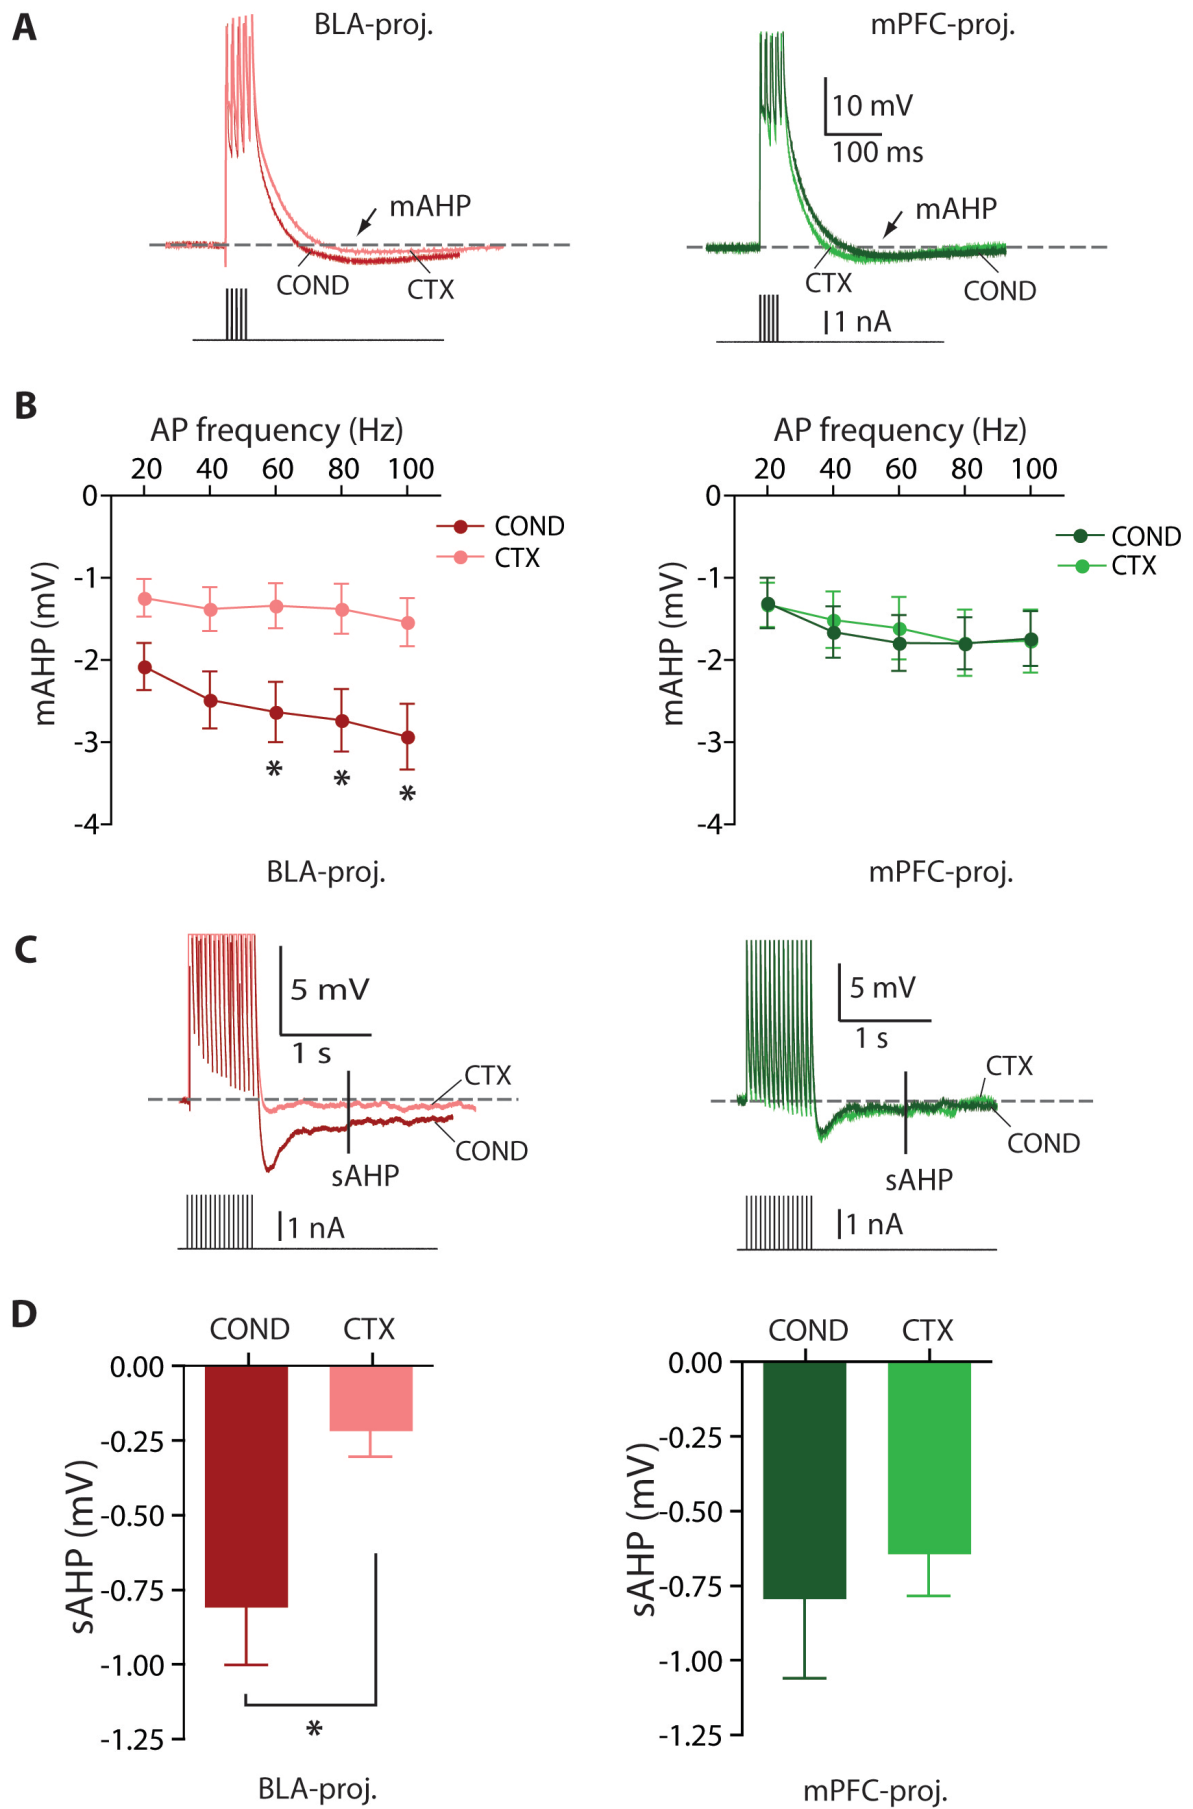 A
BLA-proj.
mPFC-proj.
10 mV
100 ms
mAHP
mAHP
COND
CTX
CTX
COND
1 nA
B
AP frequency (Hz)
AP frequency (Hz)
20 40 60 80 100
20 40 60 80 100
0
-1
-2
-3
-4
mAHP (mV)
COND
CTX
*
*
*
0
-1
-2
-3
-4
mAHP (mV)
COND
CTX
BLA-proj.
mPFC-proj.
C
5 mV
1 s
CTX
COND
sAHP
1 nA
5 mV
1 s
CTX
COND
sAHP
1 nA
D
COND CTX
COND CTX
0.00
-0.25
-0.50
-0.75
-1.00
-1.25
sAHP (mV)
*
0.00
-0.25
-0.50
-0.75
-1.00
-1.25
sAHP (mV)
BLA-proj.
mPFC-proj.